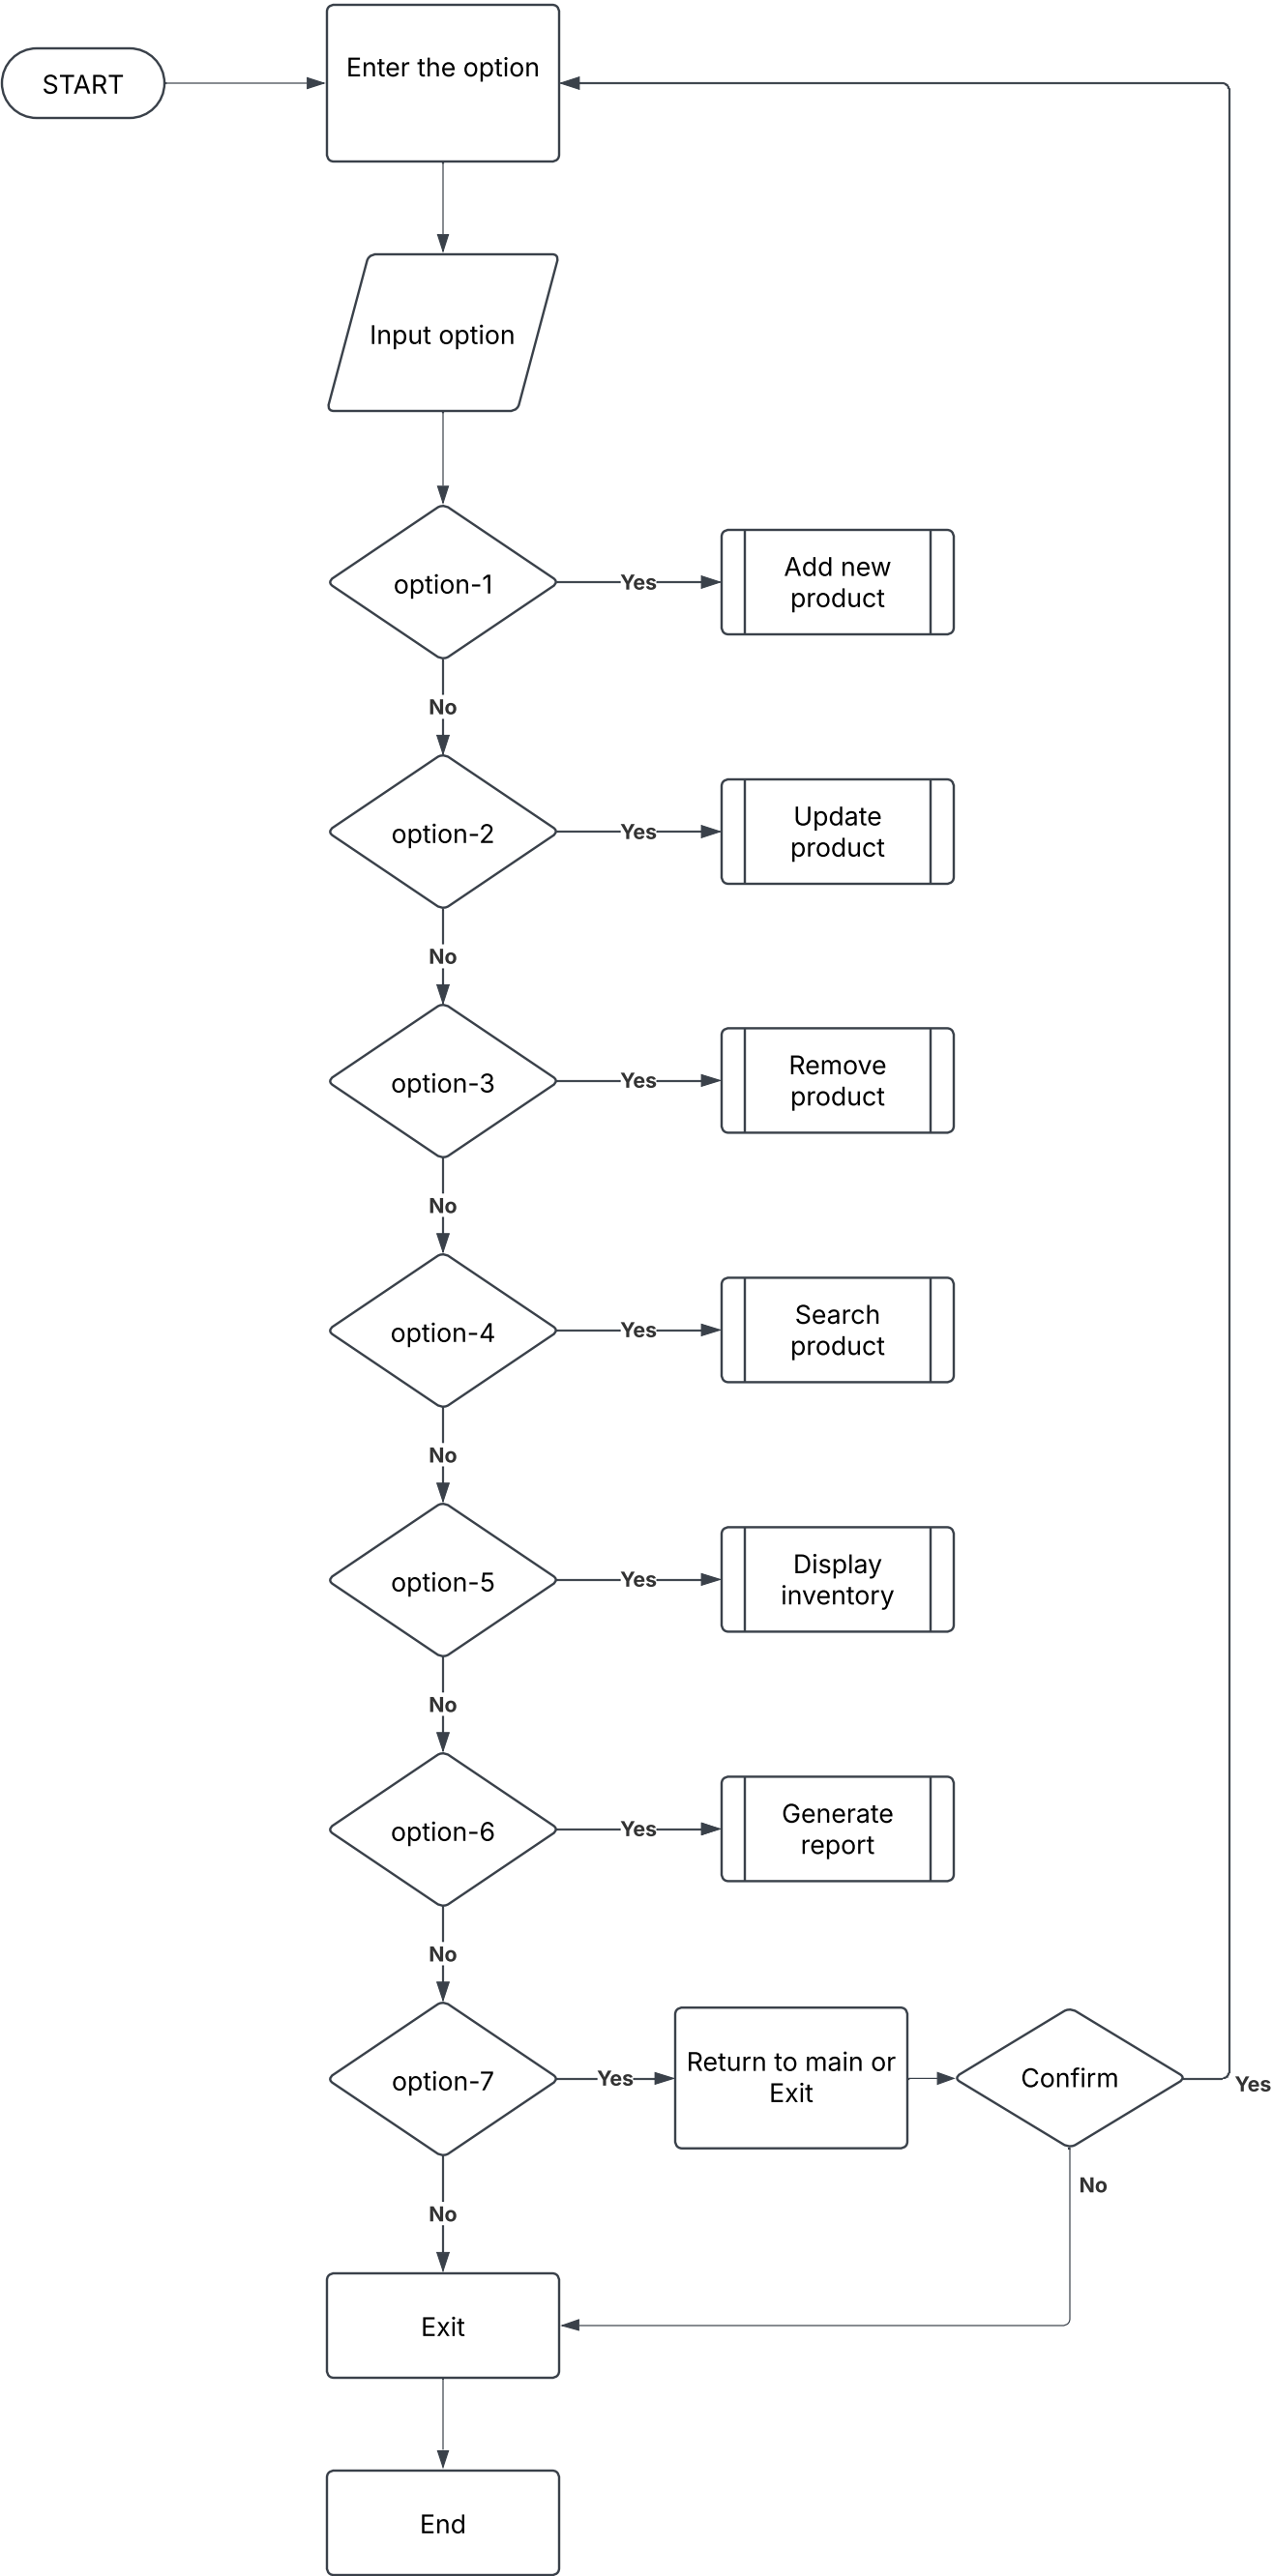 START
Enter the option
Input option
option-1
Yes
Add new
product
No
option-2
Yes
Update
product
No
option-3
Yes
Remove
product
No
option-4
Yes
Search
product
No
option-5
Yes
Display
inventory
No
option-6
Yes
Generate
report
No
option-7
Yes
Return to main or
Exit
Confirm
Yes
No
No
Exit
End